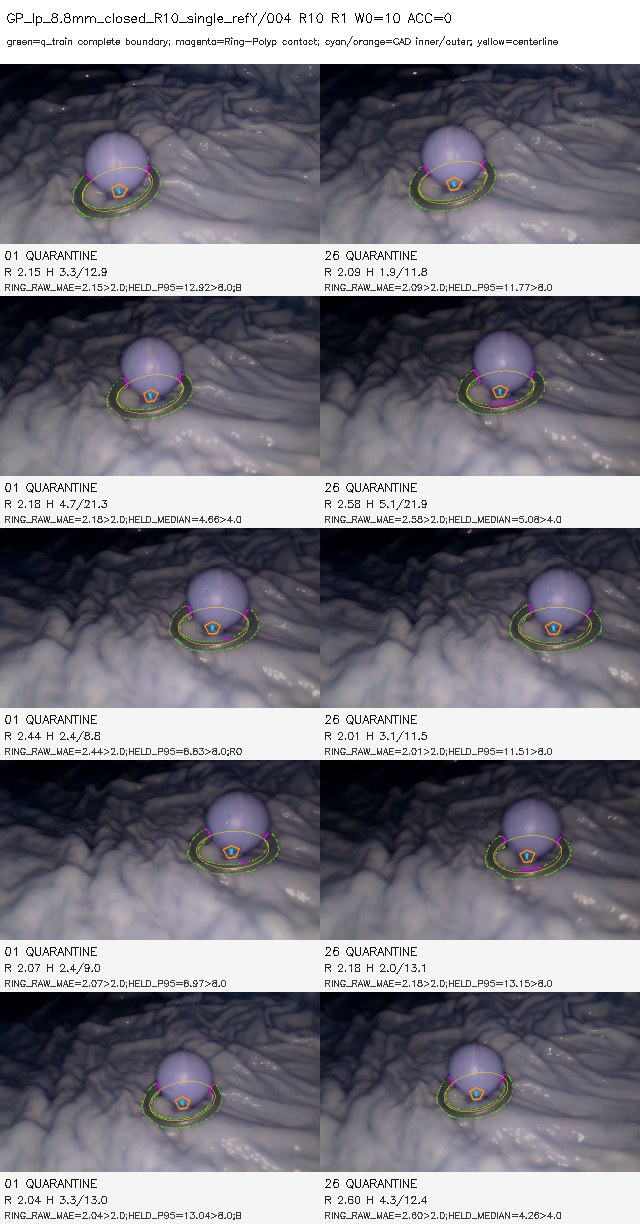 GP_lp_8.8mm_closed_R10_single_refY/004 R10 R1 W0=10 ACC=0
green=q_train complete boundary; magenta=Ring-Polyp contact; cyan/orange=CAD inner/outer; yellow=centerline
01 QUARANTINE
R 2.15 H 3.3/12.9
RING_RAW_MAE=2.15>2.0;HELD_P95=12.92>8.0;B
26 QUARANTINE
R 2.09 H 1.9/11.8
RING_RAW_MAE=2.09>2.0;HELD_P95=11.77>8.0
01 QUARANTINE
R 2.18 H 4.7/21.3
RING_RAW_MAE=2.18>2.0;HELD_MEDIAN=4.66>4.0
26 QUARANTINE
R 2.58 H 5.1/21.9
RING_RAW_MAE=2.58>2.0;HELD_MEDIAN=5.08>4.0
01 QUARANTINE
R 2.44 H 2.4/8.8
RING_RAW_MAE=2.44>2.0;HELD_P95=8.83>8.0;RO
26 QUARANTINE
R 2.01 H 3.1/11.5
RING_RAW_MAE=2.01>2.0;HELD_P95=11.51>8.0
01 QUARANTINE
R 2.07 H 2.4/9.0
RING_RAW_MAE=2.07>2.0;HELD_P95=8.97>8.0
26 QUARANTINE
R 2.18 H 2.0/13.1
RING_RAW_MAE=2.18>2.0;HELD_P95=13.15>8.0
01 QUARANTINE
R 2.04 H 3.3/13.0
RING_RAW_MAE=2.04>2.0;HELD_P95=13.04>8.0;B
26 QUARANTINE
R 2.60 H 4.3/12.4
RING_RAW_MAE=2.60>2.0;HELD_MEDIAN=4.26>4.0